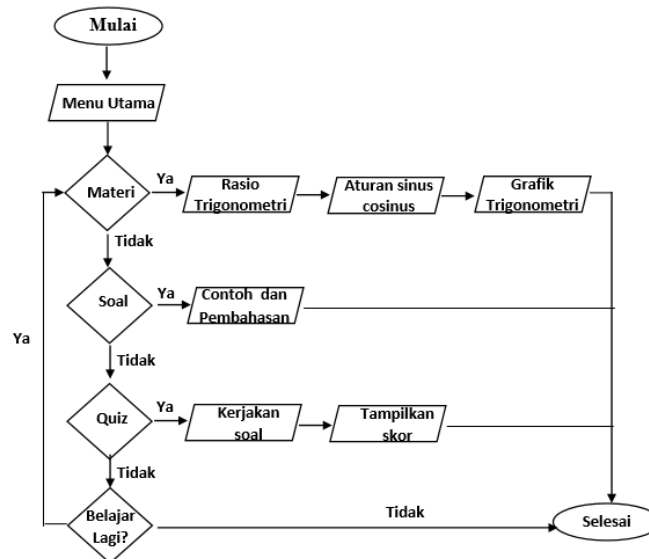 Mulai
Menu Utama
Materi
Ya
Rasio
Trigonometri
Aturan sinus
cosinus
Grafik
Trigonometri
Tidak
Soal
Ya
Contoh dan
Pembahasan
Ya
Tidak
Quiz
Ya
Kerjakan
soal
Tampilkan
skor
Tidak
Belajar
Lagi?
Tidak
Selesai